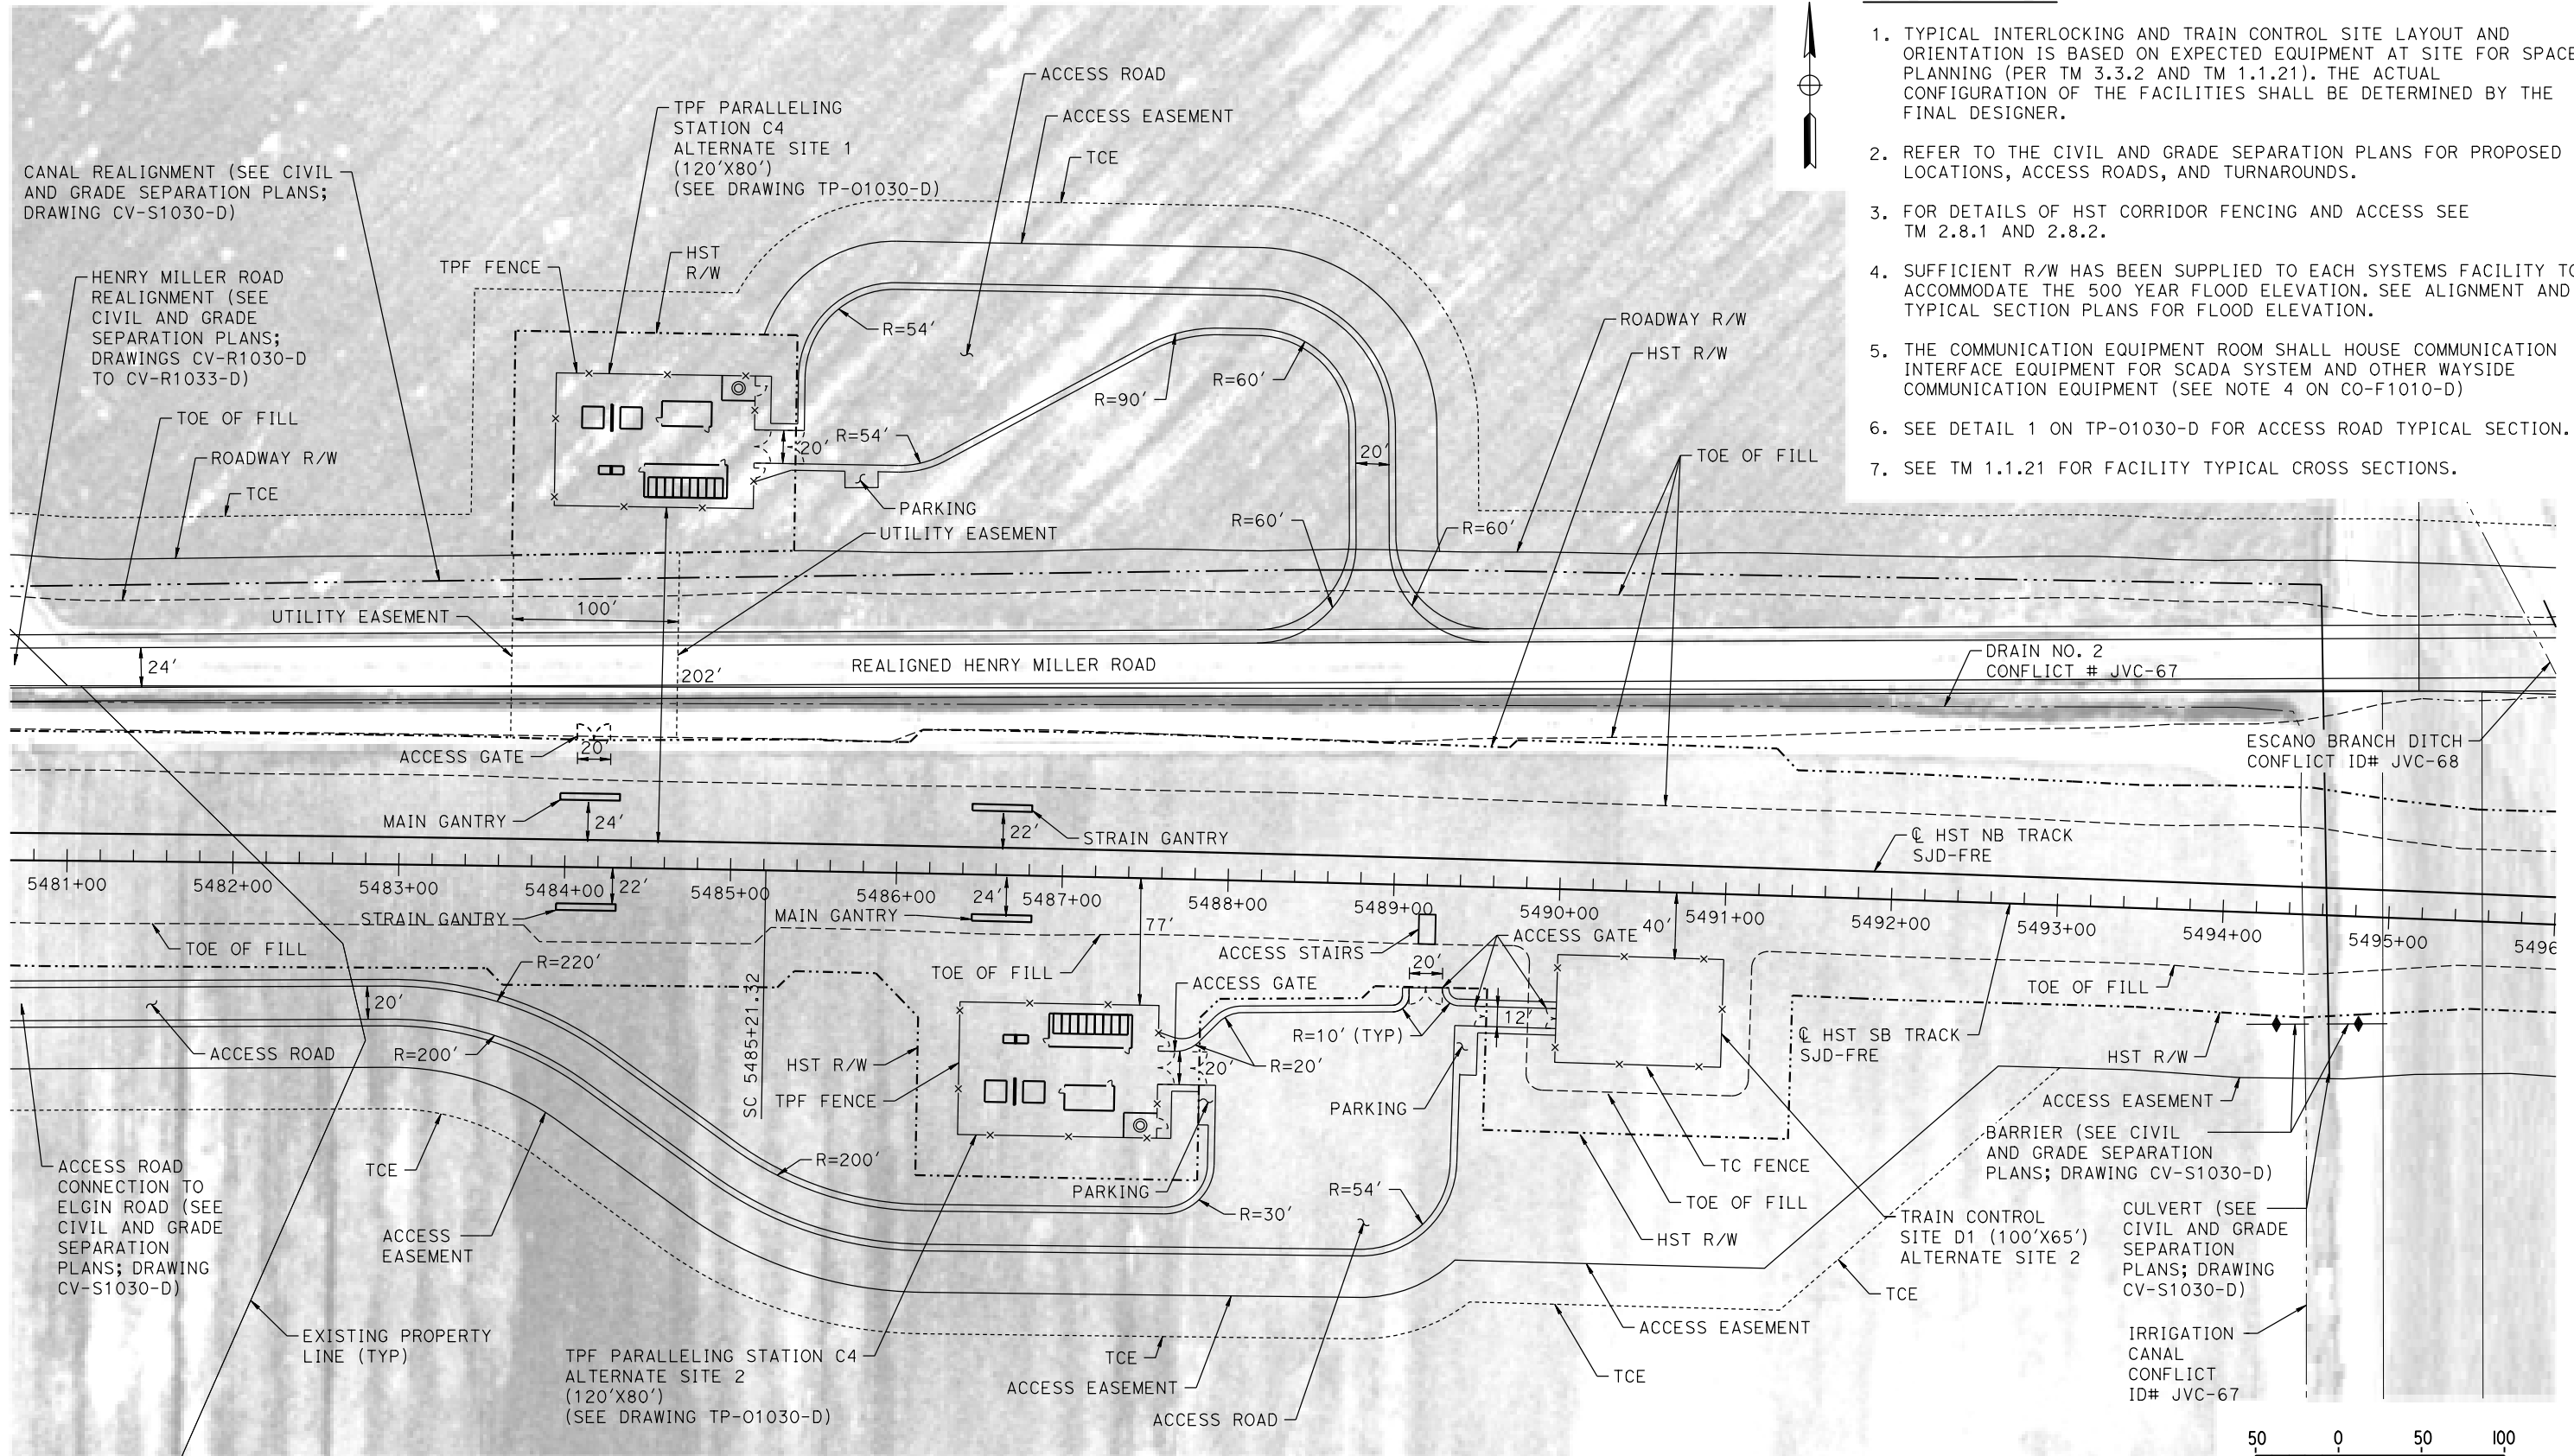 1. TYPICAL INTERLOCKING AND TRAIN CONTROL SITE LAYOUT AND
ORIENTATION IS BASED ON EXPECTED EQUIPMENT AT SITE FOR SPACE
PLANNING (PER TM 3.3.2 AND TM 1.1.21). THE ACTUAL
CONFIGURATION OF THE FACILITIES SHALL BE DETERMINED BY THE
FINAL DESIGNER.
2. REFER TO THE CIVIL AND GRADE SEPARATION PLANS FOR PROPOSED
LOCATIONS, ACCESS ROADS, AND TURNAROUNDS.
3. FOR DETAILS OF HST CORRIDOR FENCING AND ACCESS SEE
TM 2.8.1 AND 2.8.2.
4. SUFFICIENT R/W HAS BEEN SUPPLIED TO EACH SYSTEMS FACILITY TO
ACCOMMODATE THE 500 YEAR FLOOD ELEVATION. SEE ALIGNMENT AND
TYPICAL SECTION PLANS FOR FLOOD ELEVATION.
5. THE COMMUNICATION EQUIPMENT ROOM SHALL HOUSE COMMUNICATION
INTERFACE EQUIPMENT FOR SCADA SYSTEM AND OTHER WAYSIDE
COMMUNICATION EQUIPMENT (SEE NOTE 4 ON CO-F1010-D)
6. SEE DETAIL 1 ON TP-01030-D FOR ACCESS ROAD TYPICAL SECTION.
7. SEE TM 1.1.21 FOR FACILITY TYPICAL CROSS SECTIONS.
ACCESS ROAD
ACCESS EASEMENT
TCE
TPF PARALLELING
STATION C4
ALTERNATE SITE 1
(120'X80')
(SEE DRAWING TP-01030-D)
CANAL REALIGNMENT (SEE CIVIL
AND GRADE SEPARATION PLANS;
DRAWING CV-S1030-D)
HST
R/W
TPF FENCE
HENRY MILLER ROAD
REALIGNMENT (SEE
CIVIL AND GRADE
SEPARATION PLANS;
DRAWINGS CV-R1030-D
TO CV-R1033-D)
R=54'
R=60'
R=90'
R=54'
20'
20'
ROADWAY R/W
HST R/W
TOE OF FILL
ROADWAY R/W
TCE
TOE OF FILL
PARKING
UTILITY EASEMENT
R=60'
R=60'
100'
UTILITY EASEMENT
24'
202'
REALIGNED HENRY MILLER ROAD
DRAIN NO. 2
CONFLICT # JVC-67
ACCESS GATE
20'
ESCANO BRANCH DITCH
CONFLICT ID# JVC-68
MAIN GANTRY
24'
22'
STRAIN GANTRY
℄ HST NB TRACK
SJD-FRE
5481+00
5482+00
5483+00
5484+00
5485+00
5486+00
5487+00
5488+00
5489+00
5490+00
5491+00
5492+00
5493+00
5494+00
5495+00
5496
22'
STRAIN GANTRY
24'
MAIN GANTRY
77'
40'
TOE OF FILL
R=220'
TOE OF FILL
ACCESS STAIRS
ACCESS GATE
20'
ACCESS GATE
TOE OF FILL
20'
ACCESS ROAD
R=200'
SC 5485+21.32
HST R/W
TPF FENCE
20'
R=20'
R=10' (TYP)
12'
℄ HST SB TRACK
SJD-FRE
HST R/W
PARKING
ACCESS EASEMENT
BARRIER (SEE CIVIL
AND GRADE SEPARATION
PLANS; DRAWING CV-S1030-D)
ACCESS ROAD
CONNECTION TO
ELGIN ROAD (SEE
CIVIL AND GRADE
SEPARATION
PLANS; DRAWING
CV-S1030-D)
TCE
R=200'
PARKING
R=30'
R=54'
TC FENCE
TOE OF FILL
HST R/W
TRAIN CONTROL
SITE D1 (100'X65')
ALTERNATE SITE 2
CULVERT (SEE
CIVIL AND GRADE
SEPARATION
PLANS; DRAWING
CV-S1030-D)
ACCESS
EASEMENT
TCE
EXISTING PROPERTY
LINE (TYP)
TPF PARALLELING STATION C4
ALTERNATE SITE 2
(120'X80')
(SEE DRAWING TP-01030-D)
TCE
ACCESS EASEMENT
ACCESS ROAD
ACCESS EASEMENT
TCE
IRRIGATION
CANAL
CONFLICT
ID# JVC-67
50 0 50 100